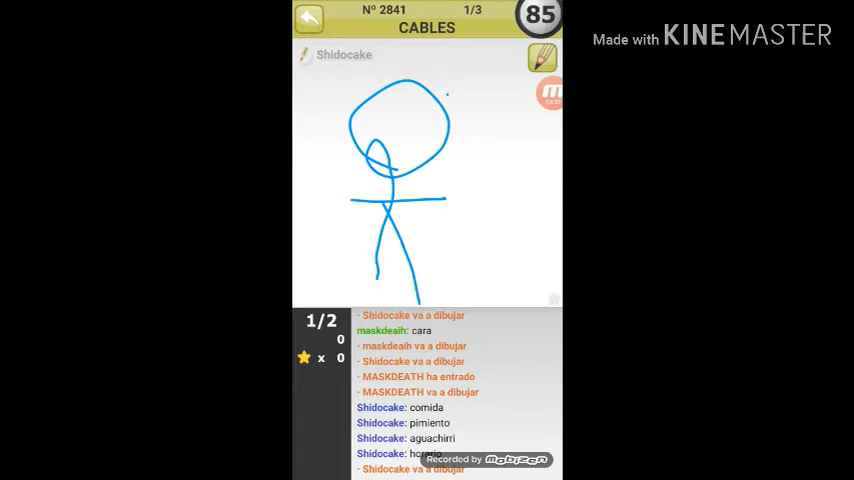 Nº 2841 1/3 85
CABLES
Made with KINEMASTER
Shidocake
1/2
0
x 0
· Shidocake va a dibujar
maskdeaih: cara
· maskdeaih va a dibujar
· Shidocake va a dibujar
· MASKDEATH ha entrado
· MASKDEATH va a dibujar
Shidocake: comida
Shidocake: pimiento
Shidocake: aguachirri
Shidocake:
Recorded by mobizen
· Shidocake va a dibujar